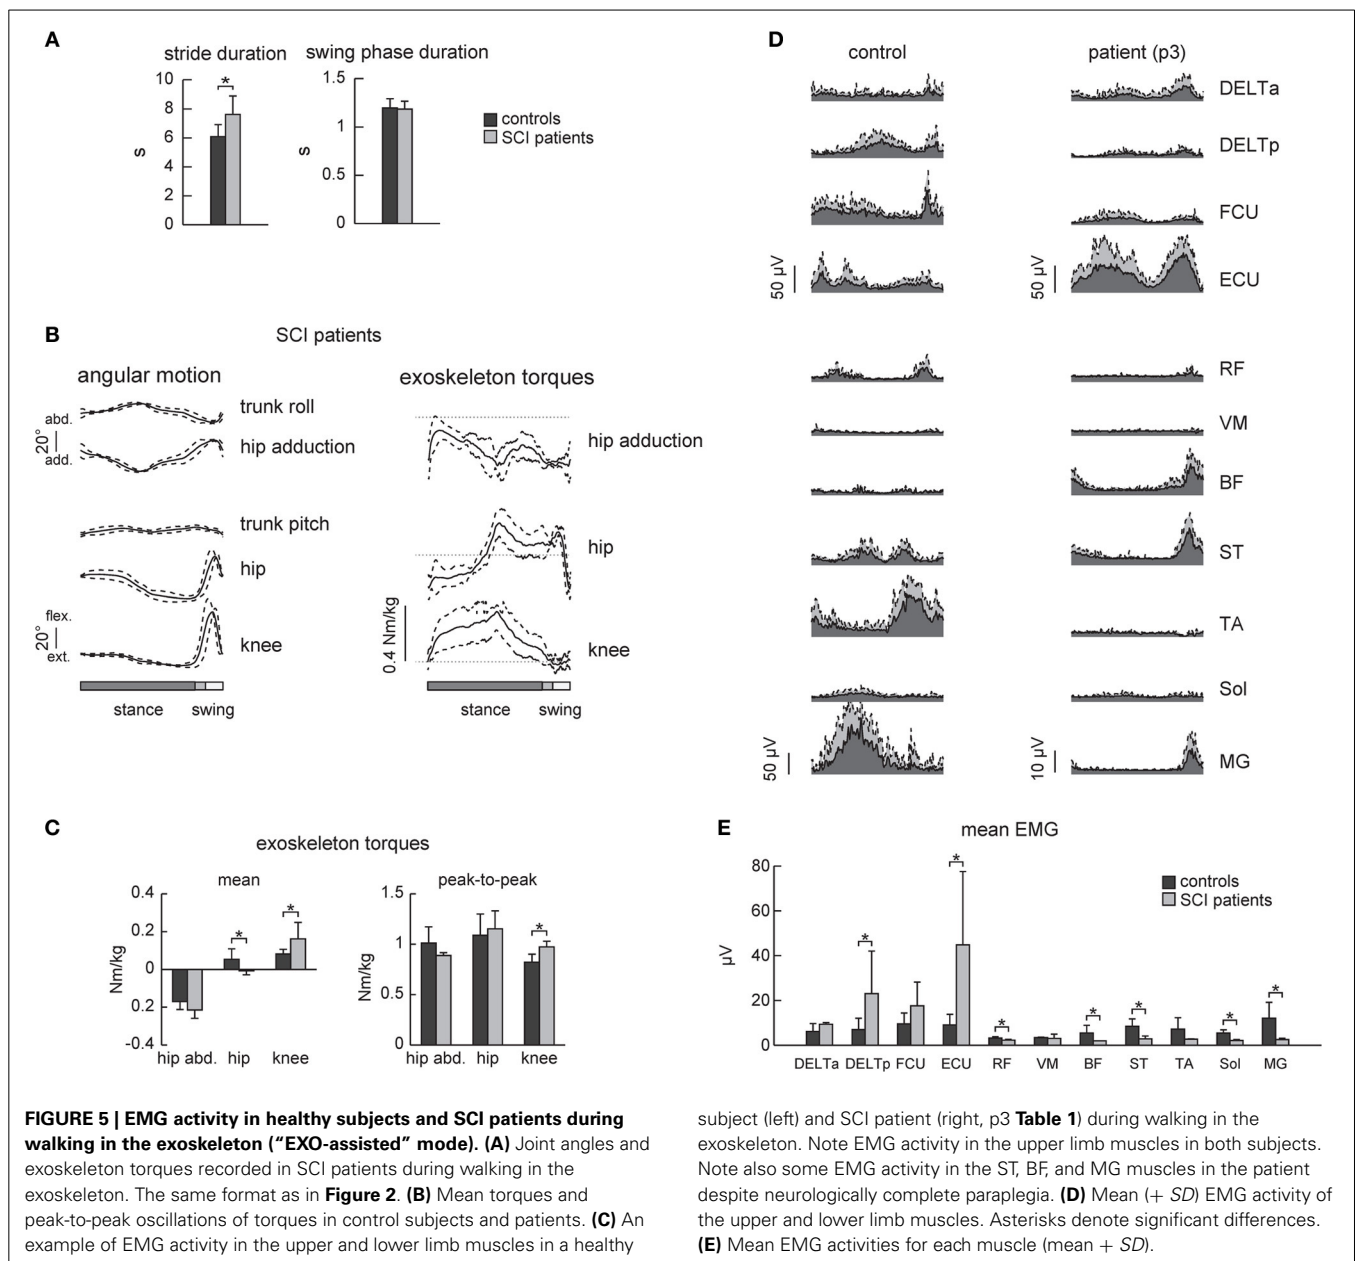 A
stride duration
swing phase duration
*
10
8
6
4
2
0
s
1.5
1
0.5
0
s
controls
SCI patients
B
SCI patients
angular motion
exoskeleton torques
trunk roll
hip adduction
abd.
20°
add.
trunk pitch
hip
flex.
20°
ext.
knee
stance
swing
hip adduction
hip
0.4 Nm/kg
knee
stance
swing
C
exoskeleton torques
mean
0.4
0.2
0
0.2
-0.4
Nm/kg
*
*
hip abd.
hip
knee
peak-to-peak
1.5
1
0.5
0
Nm/kg
*
hip abd.
hip
knee
D
control
patient (p3)
DELTa
DELTp
FCU
50 µV
50 µV
ECU
RF
VM
BF
ST
TA
Sol
50 µV
10 µV
MG
E
mean EMG
80
60
40
20
0
µV
controls
SCI patients
*
*
*
*
*
*
*
DELTa
DELTp
FCU
ECU
RF
VM
BF
ST
TA
Sol
MG
FIGURE 5 | EMG activity in healthy subjects and SCI patients during
walking in the exoskeleton (“EXO-assisted” mode). (A) Joint angles and
exoskeleton torques recorded in SCI patients during walking in the
exoskeleton. The same format as in Figure 2. (B) Mean torques and
peak-to-peak oscillations of torques in control subjects and patients. (C) An
example of EMG activity in the upper and lower limb muscles in a healthy
subject (left) and SCI patient (right, p3 Table 1) during walking in the
exoskeleton. Note EMG activity in the upper limb muscles in both subjects.
Note also some EMG activity in the ST, BF, and MG muscles in the patient
despite neurologically complete paraplegia. (D) Mean (+ SD) EMG activity of
the upper and lower limb muscles. Asterisks denote significant differences.
(E) Mean EMG activities for each muscle (mean + SD).